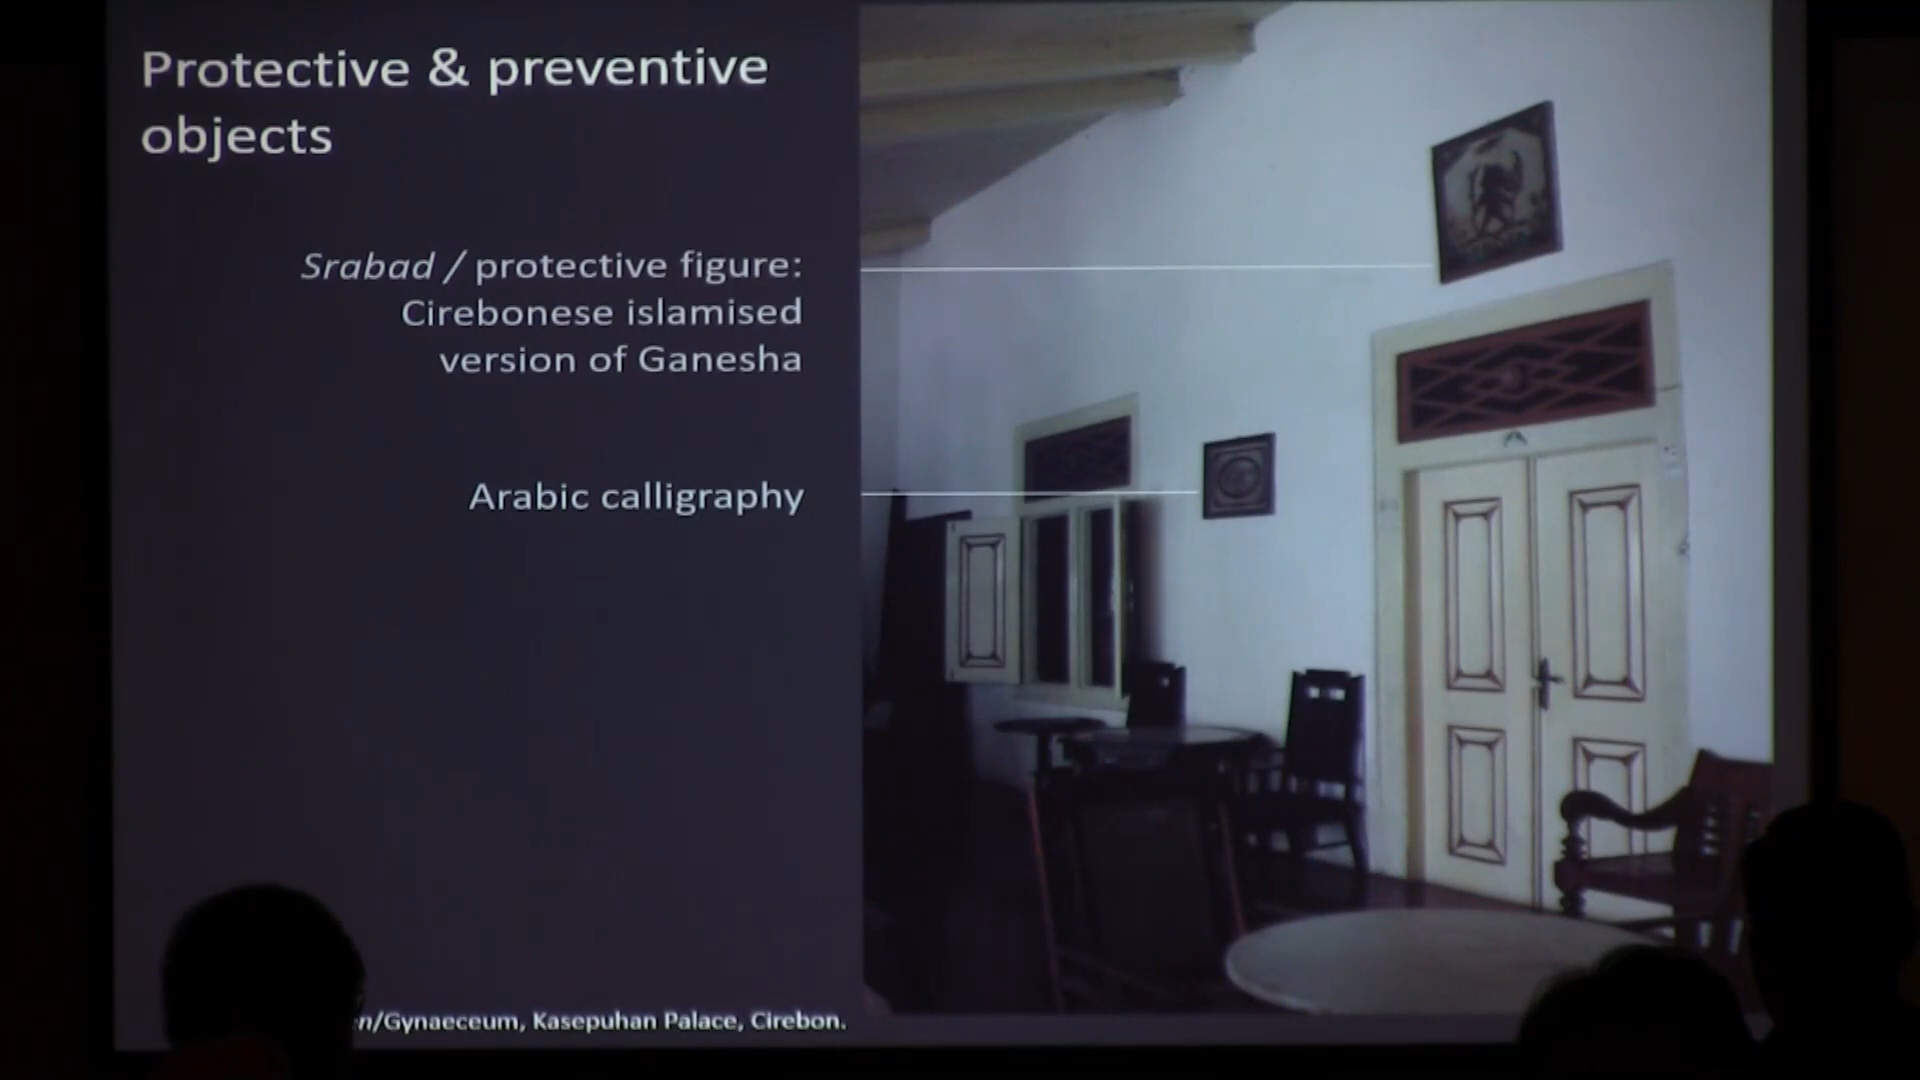 Protective & preventive
objects
Srabad / protective figure:
Cirebonese islamised
version of Ganesha
Arabic calligraphy
/Gynaeceum, Kasepuhan Palace, Cirebon.